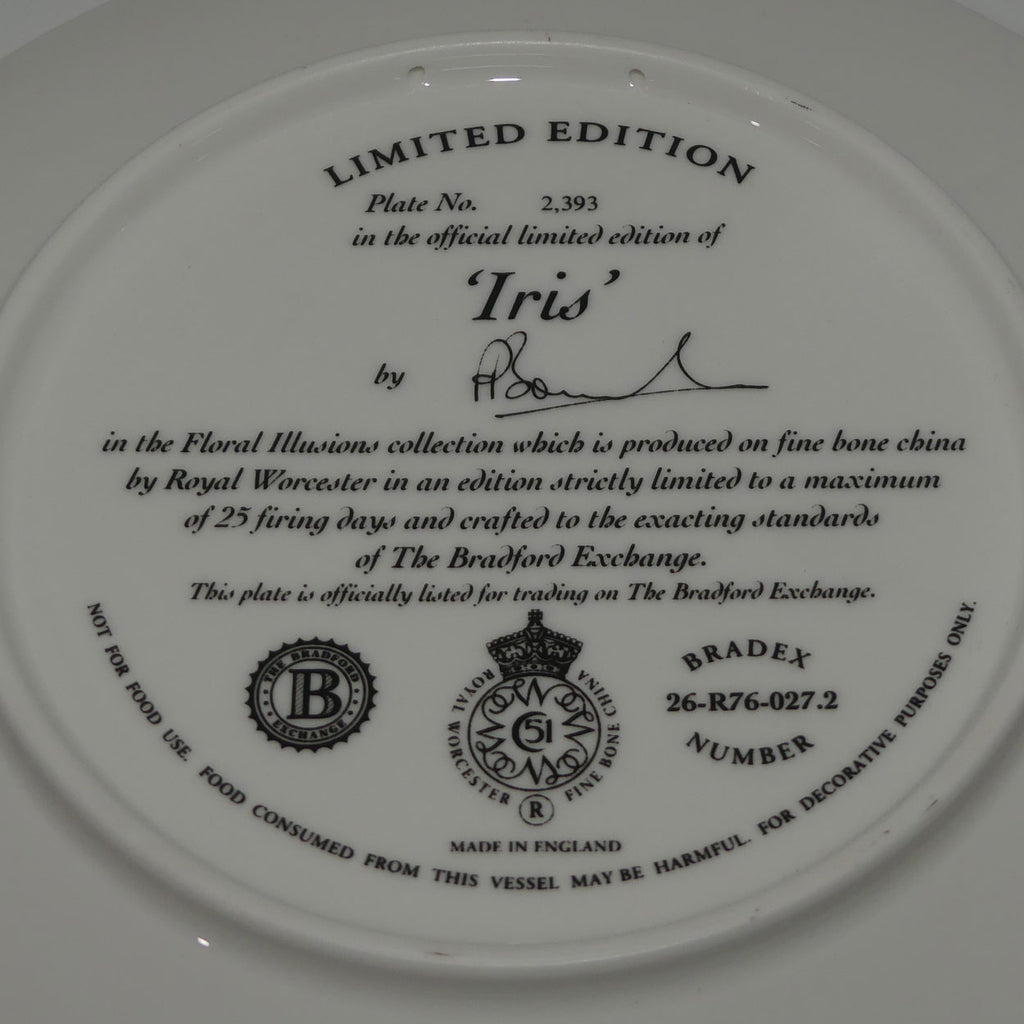 LIMITED EDITION
Plate No. 2,393
in the official limited edition of
‘Iris’
by
in the Floral Illusions collection which is produced on fine bone china
by Royal Worcester in an edition strictly limited to a maximum
of 25 firing days and crafted to the exacting standards
of The Bradford Exchange.
This plate is officially listed for trading on The Bradford Exchange.
THE BRADFORD
B
EXCHANGE
ROYAL WORCESTER
51
FINE BONE CHINA
R
BRADEX
26-R76-027.2
NUMBER
MADE IN ENGLAND
NOT FOR FOOD USE. FOOD CONSUMED FROM THIS VESSEL MAY BE HARMFUL. FOR DECORATIVE PURPOSES ONLY.